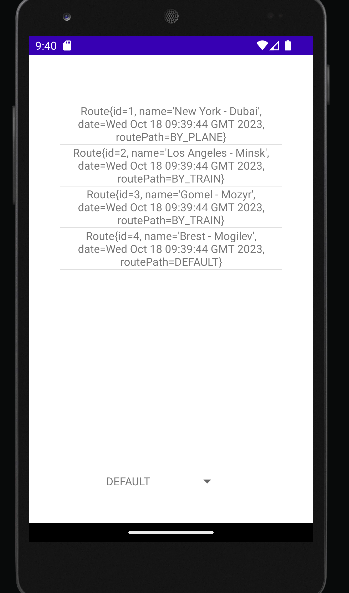 9:40
Route{id=1, name='New York - Dubai',
date=Wed Oct 18 09:39:44 GMT 2023,
routePath=BY_PLANE}
Route{id=2, name='Los Angeles - Minsk',
date=Wed Oct 18 09:39:44 GMT 2023,
routePath=BY_TRAIN}
Route{id=3, name='Gomel - Mozyr',
date=Wed Oct 18 09:39:44 GMT 2023,
routePath=BY_TRAIN}
Route{id=4, name='Brest - Mogilev',
date=Wed Oct 18 09:39:44 GMT 2023,
routePath=DEFAULT}
DEFAULT